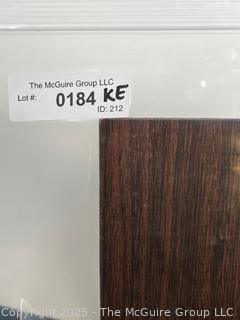 The McGuire Group LLC
Lot #: 0184 KE
ID: 212
Copyright 2025 - The McGuire Group LLC